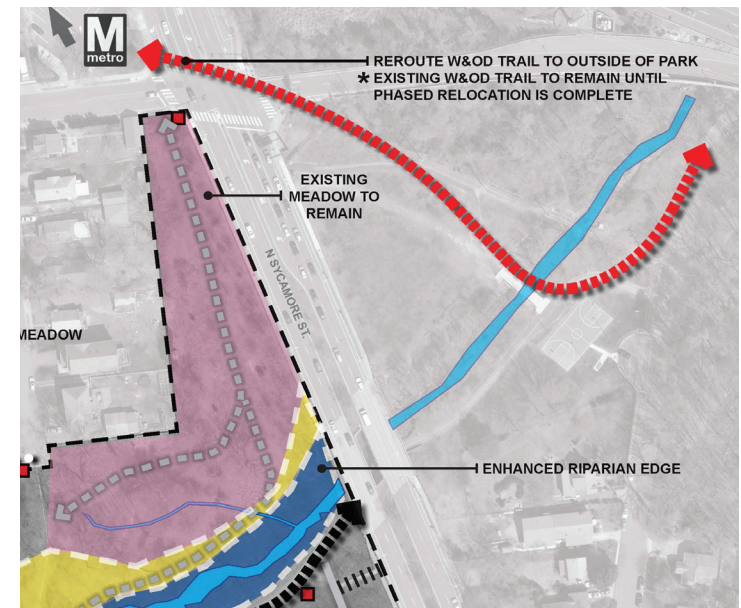 M
metro
REROUTE W&OD TRAIL TO OUTSIDE OF PARK
* EXISTING W&OD TRAIL TO REMAIN UNTIL
PHASED RELOCATION IS COMPLETE
EXISTING
MEADOW TO
REMAIN
N SYCAMORE ST.
MEADOW
ENHANCED RIPARIAN EDGE